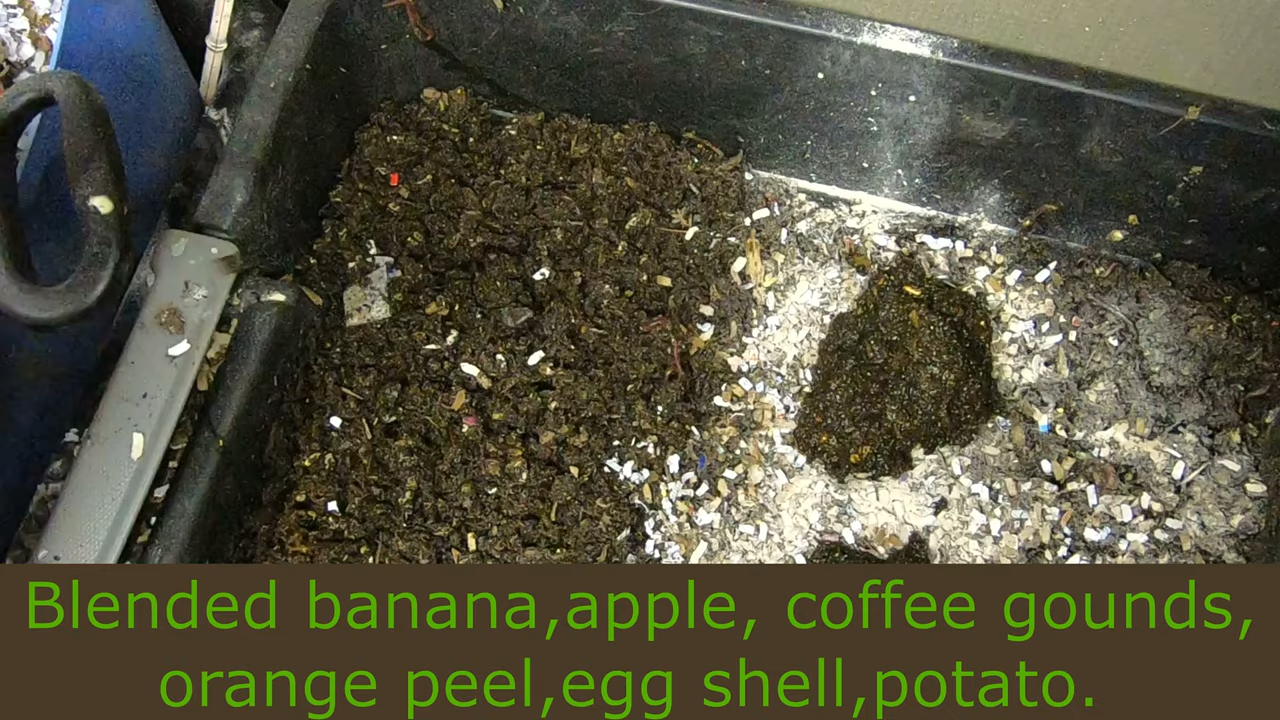 Blended banana,apple, coffee gounds,
orange peel,egg shell,potato.